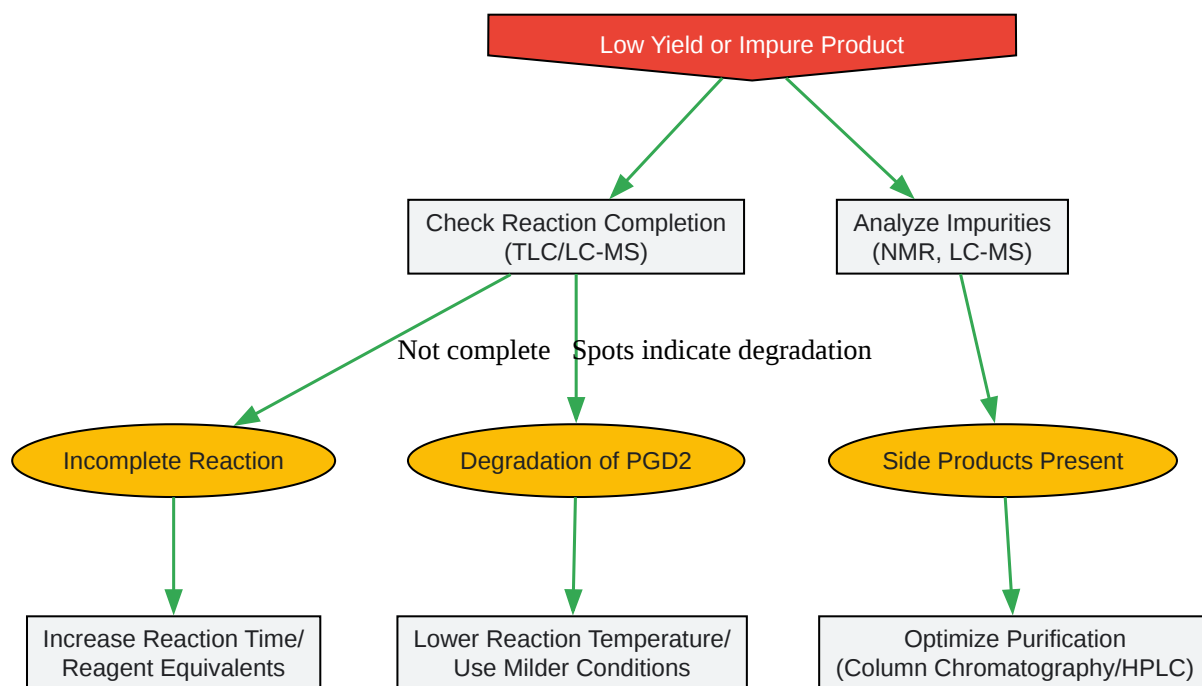 Low Yield or Impure Product
Check Reaction Completion
(TLC/LC-MS)
Analyze Impurities
(NMR, LC-MS)
Not complete
Spots indicate degradation
Incomplete Reaction
Degradation of PGD2
Side Products Present
Increase Reaction Time/
Reagent Equivalents
Lower Reaction Temperature/
Use Milder Conditions
Optimize Purification
(Column Chromatography/HPLC)